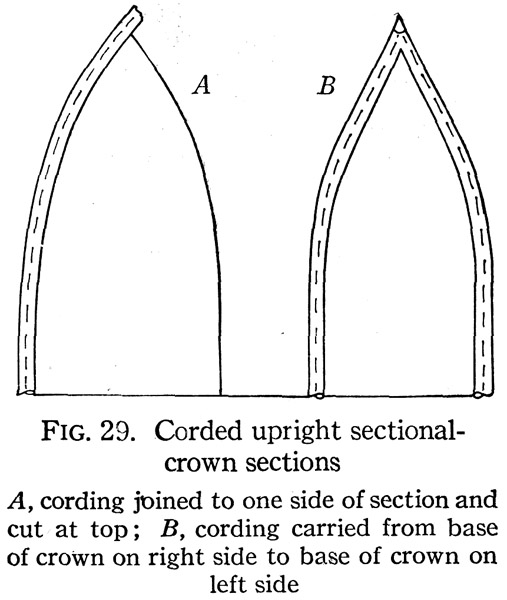 A
B
FIG. 29. Corded upright sectional-
crown sections
A, cording joined to one side of section and
cut at top; B, cording carried from base
of crown on right side to base of crown on
left side